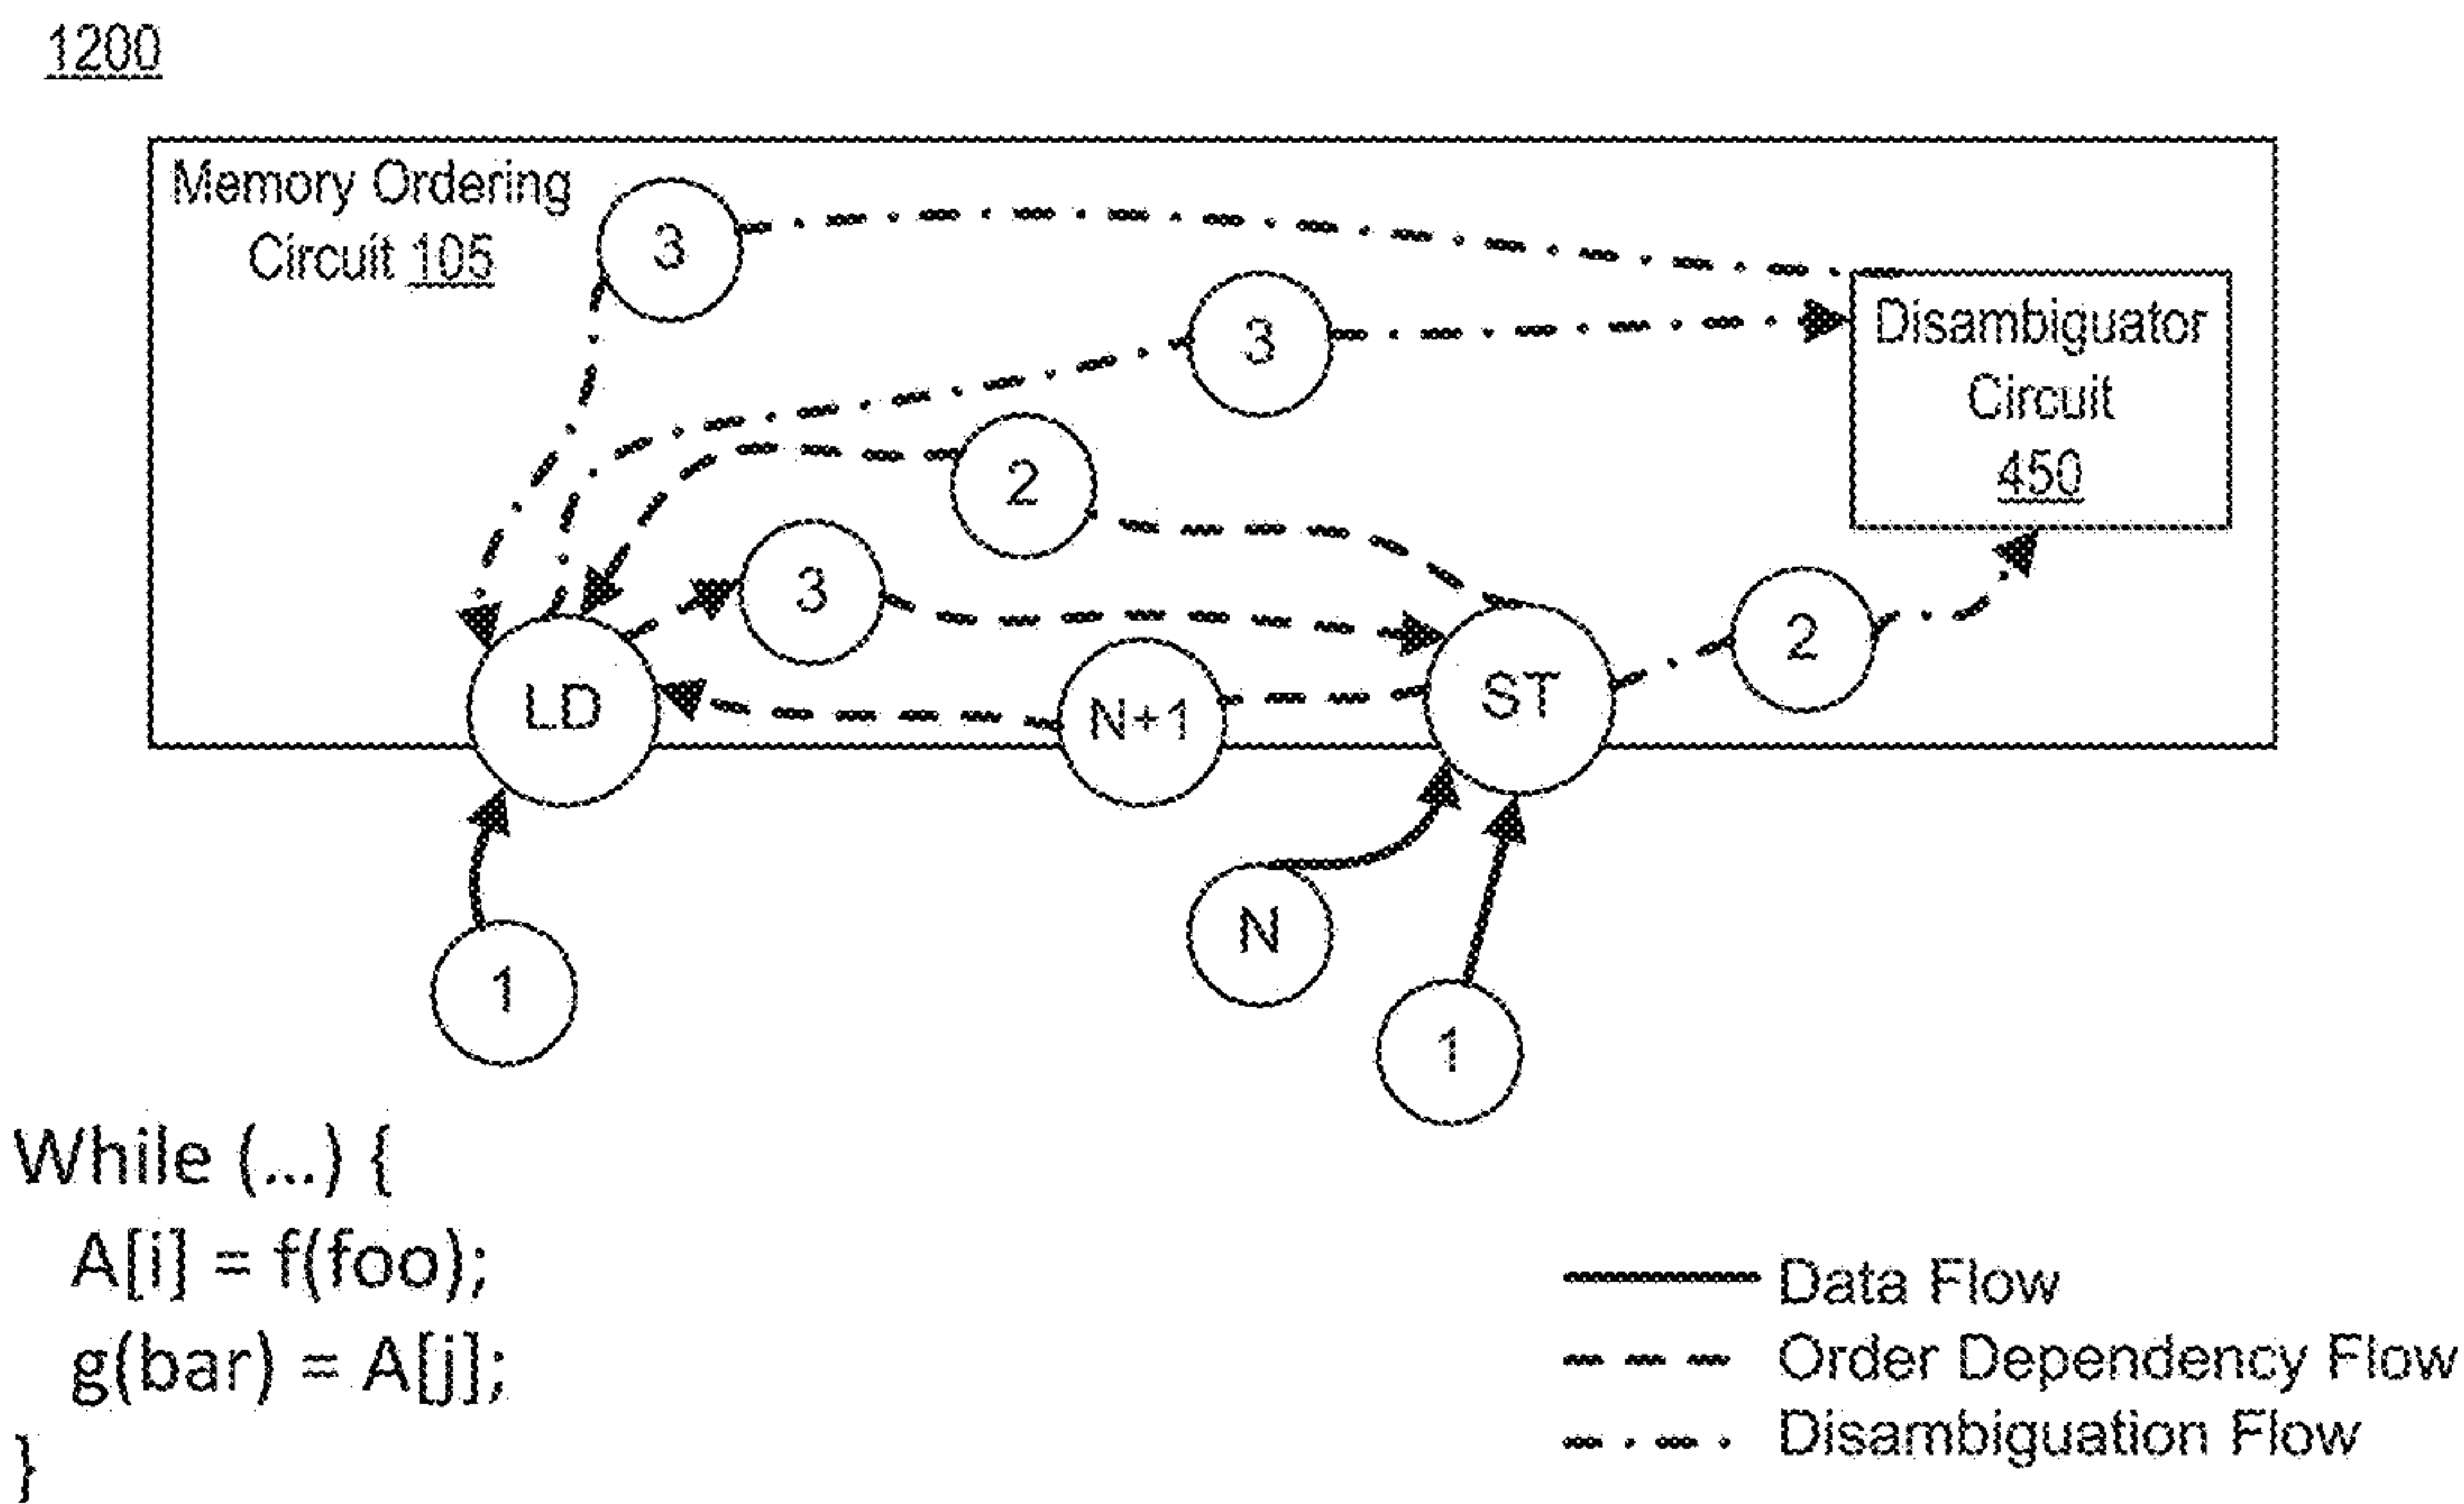 1200
Memory Ordering
Circuit 105
3
3
Disambiguator
Circuit
450
2
3
2
LD
N+1
ST
N
1
1
While (...) {
A[i] = f(foo);
g(bar) = A[j];
}
Data Flow
Order Dependency Flow
Disambiguation Flow